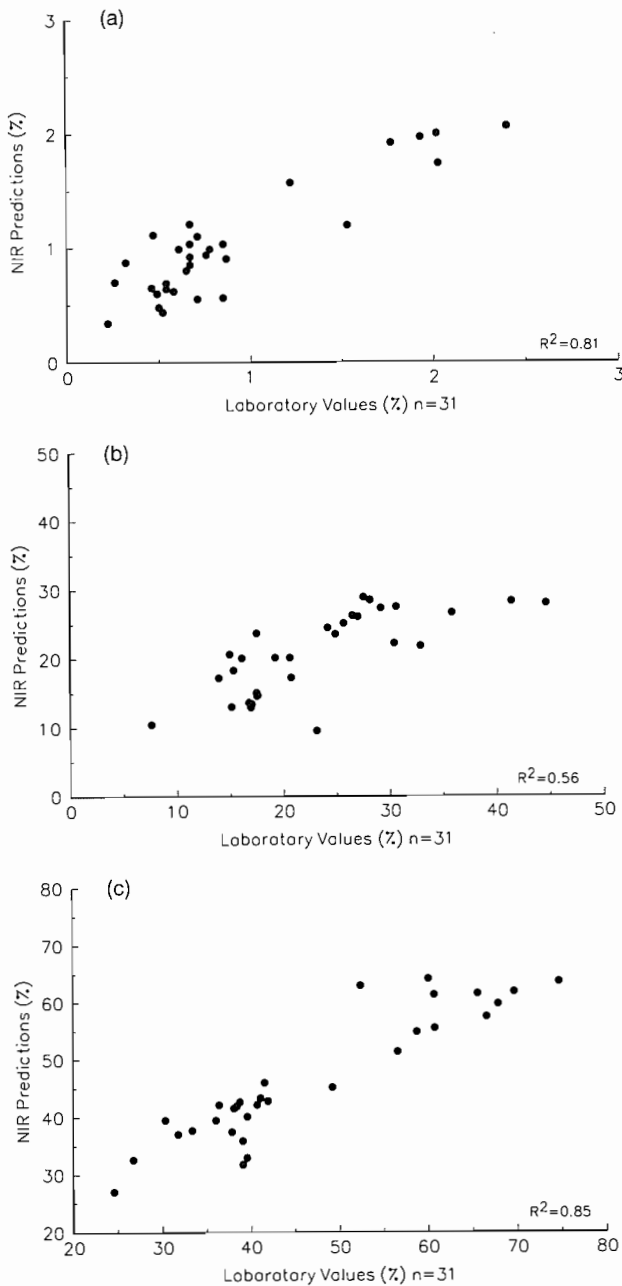 (a)
3
2
1
0
NIR Predictions (%)
R²=0.81
0 1 2 3
Laboratory Values (%) n=31
(b)
50
40
30
20
10
0
NIR Predictions (%)
R²=0.56
0 10 20 30 40 50
Laboratory Values (%) n=31
(c)
80
70
60
50
40
30
20
NIR Predictions (%)
R²=0.85
20 30 40 50 60 70 80
Laboratory Values (%) n=31